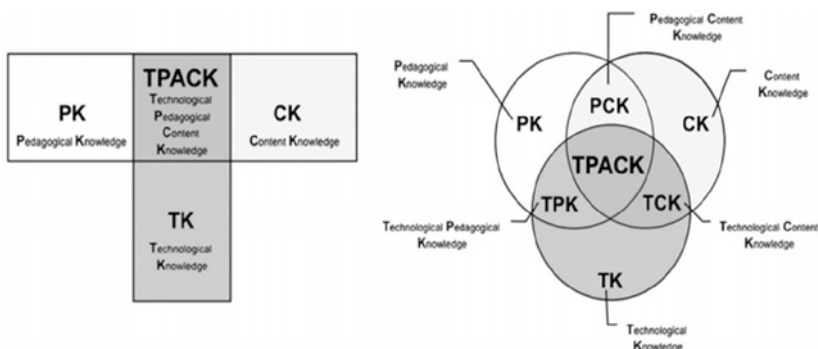 PK
Pedagogical Knowledge
TPACK
Technological
Pedagogical
Content
Knowledge
CK
Content Knowledge
TK
Technological
Knowledge
Pedagogical Content
Knowledge
Pedagogical
Knowledge
Content
Knowledge
PCK
PK
CK
TPACK
TPK
TCK
Technological Pedagogical
Knowledge
Technological Content
Knowledge
TK
Technological
Knowledge